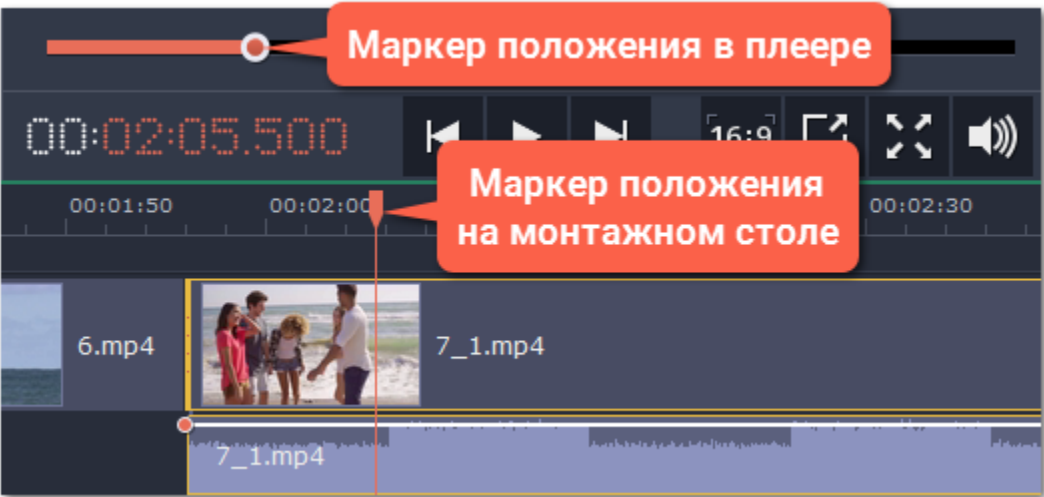 Маркер положения в плеере
00:02:05.500
16:9
Маркер положения
на монтажном столе
00:01:50
00:02:00
00:02:30
6.mp4
7_1.mp4
7_1.mp4